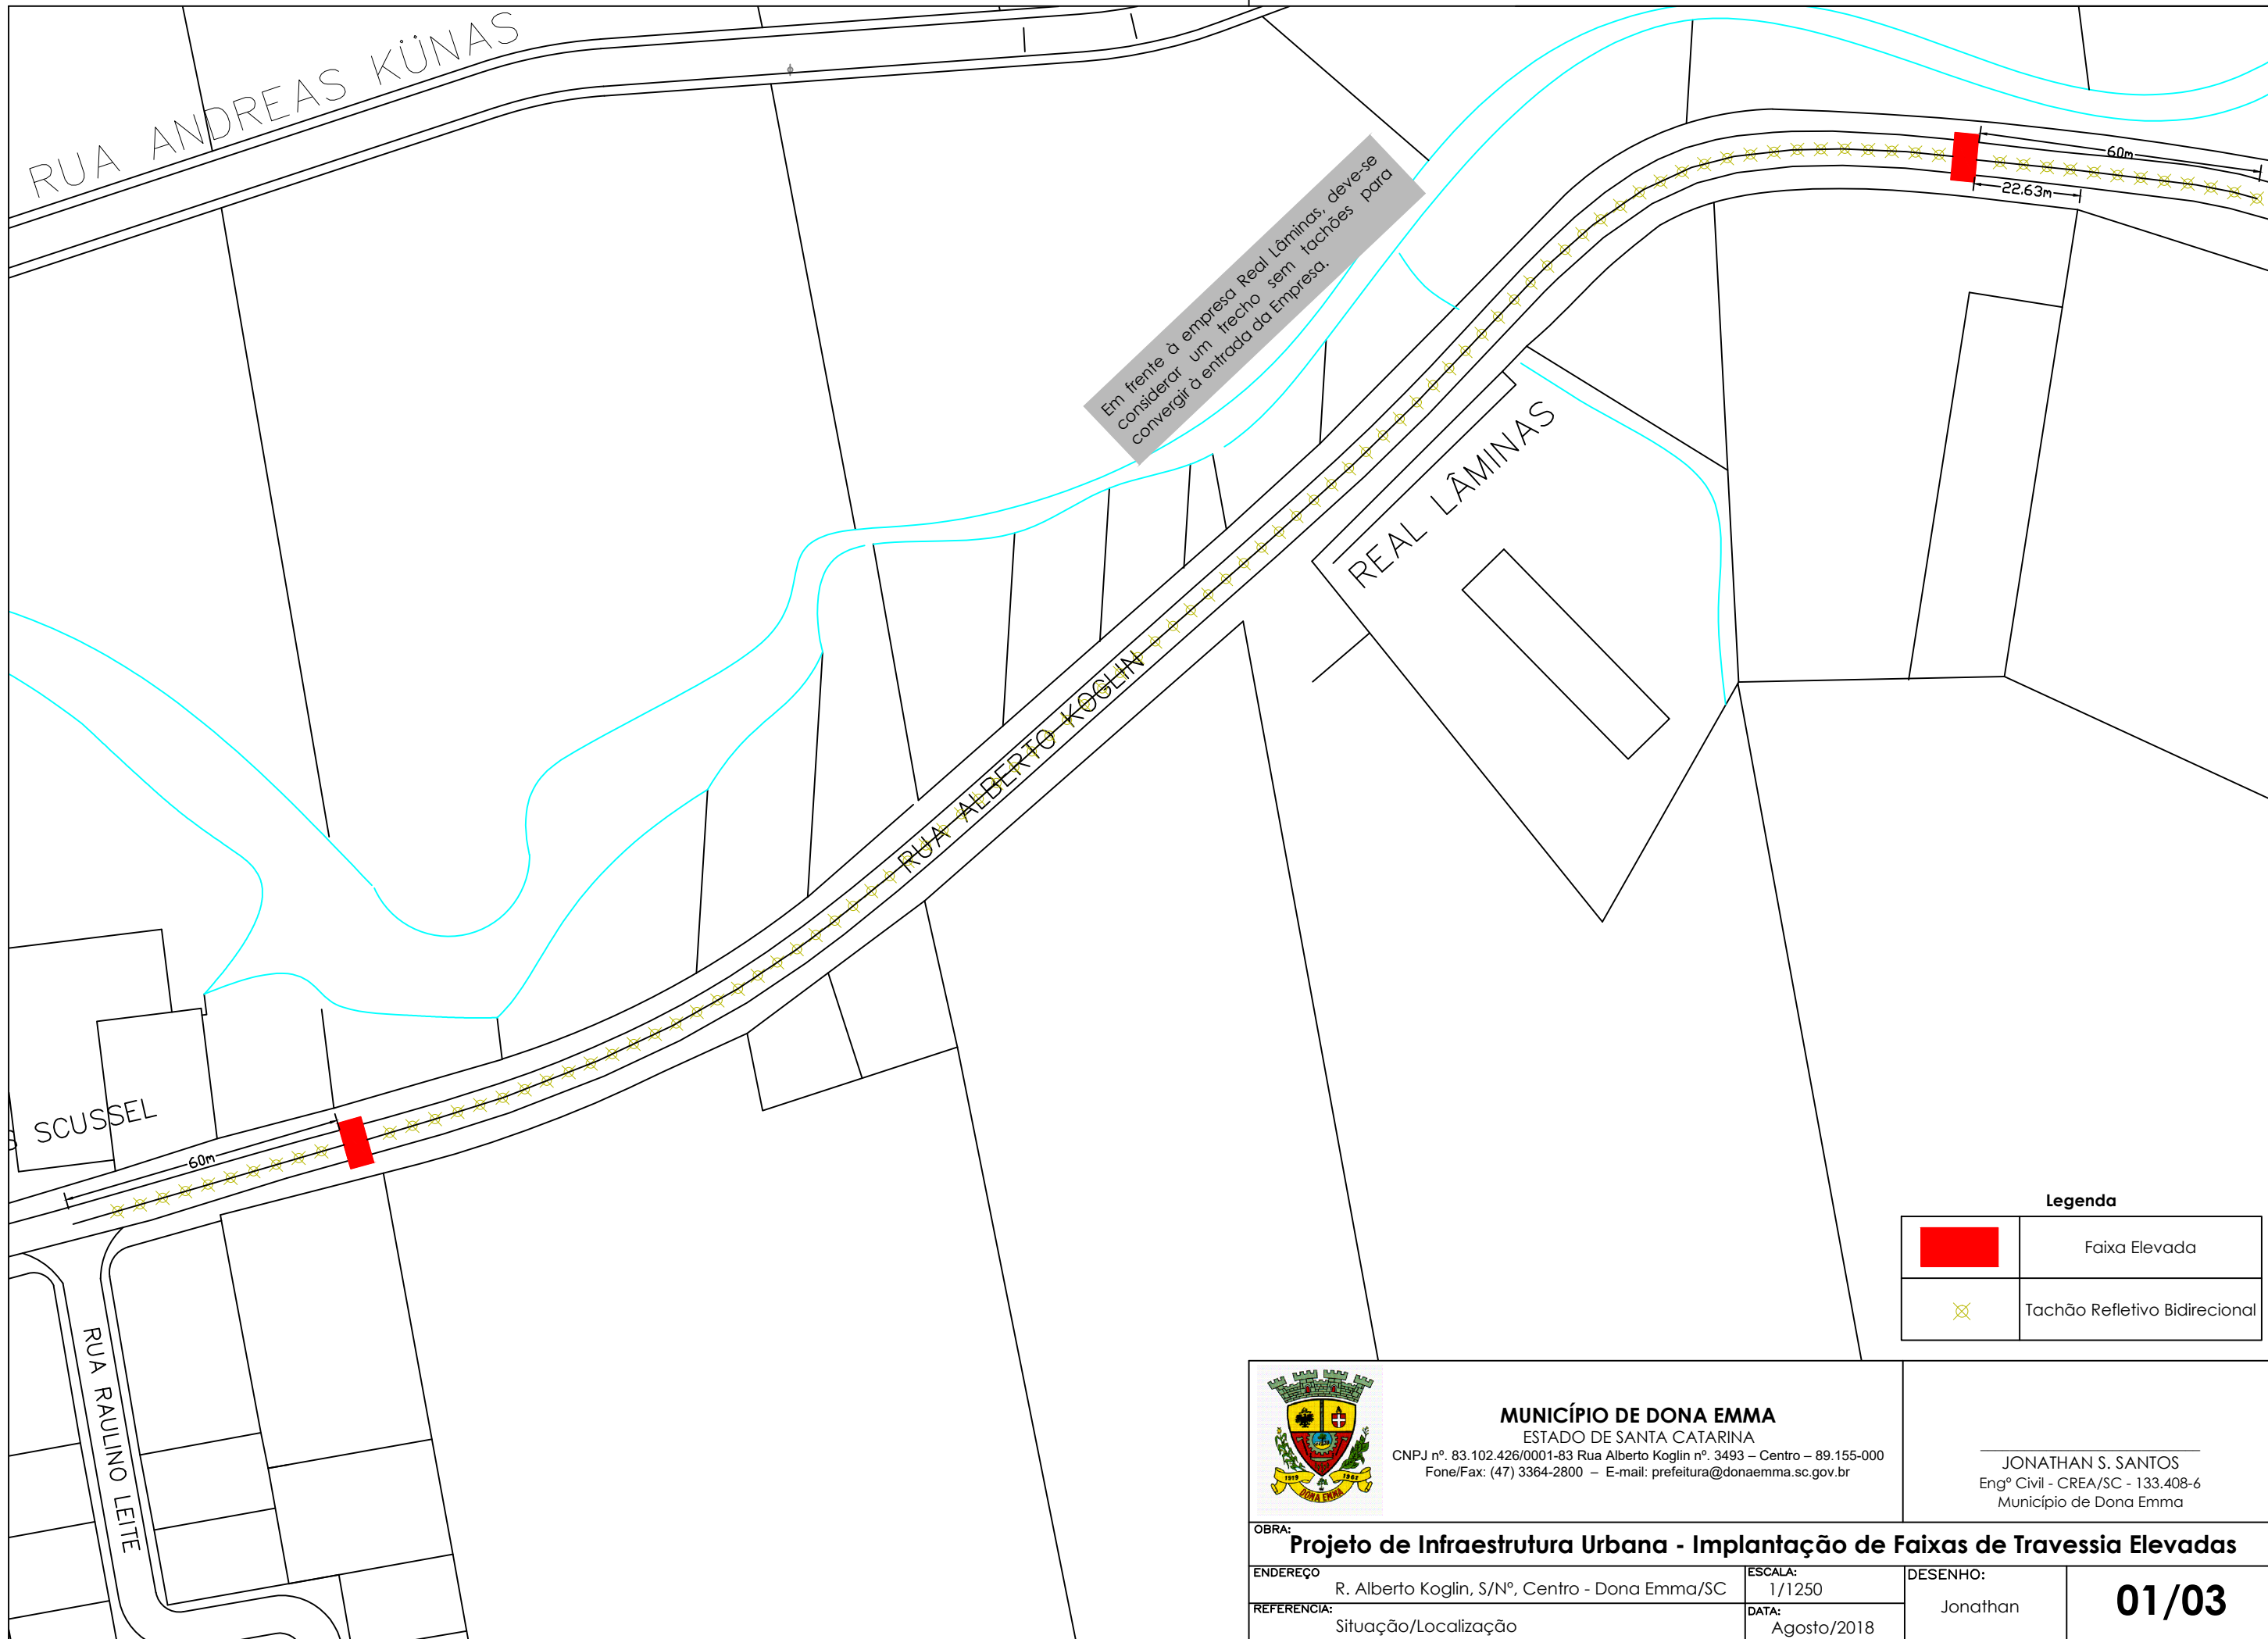 RUA ANDREAS KÜNAS
Em frente à empresa Real Lâminas, deve-se
considerar um trecho sem tachões para
convergir à entrada da Empresa.
60m
22.63m
REAL LÂMINAS
RUA ALBERTO KOGLIN
SCUSSEL
60m
RUA RAULINO LEITE
Legenda
Faixa Elevada
Tachão Refletivo Bidirecional
1919
1962
DONA EMMA
MUNICÍPIO DE DONA EMMA
ESTADO DE SANTA CATARINA
CNPJ nº. 83.102.426/0001-83 Rua Alberto Koglin nº. 3493 – Centro – 89.155-000
Fone/Fax: (47) 3364-2800 – E-mail: prefeitura@donaemma.sc.gov.br
JONATHAN S. SANTOS
Engº Civil - CREA/SC - 133.408-6
Município de Dona Emma
OBRA:
Projeto de Infraestrutura Urbana - Implantação de Faixas de Travessia Elevadas
ENDEREÇO
R. Alberto Koglin, S/Nº, Centro - Dona Emma/SC
ESCALA:
1/1250
DESENHO:
Jonathan
01/03
REFERENCIA:
Situação/Localização
DATA:
Agosto/2018